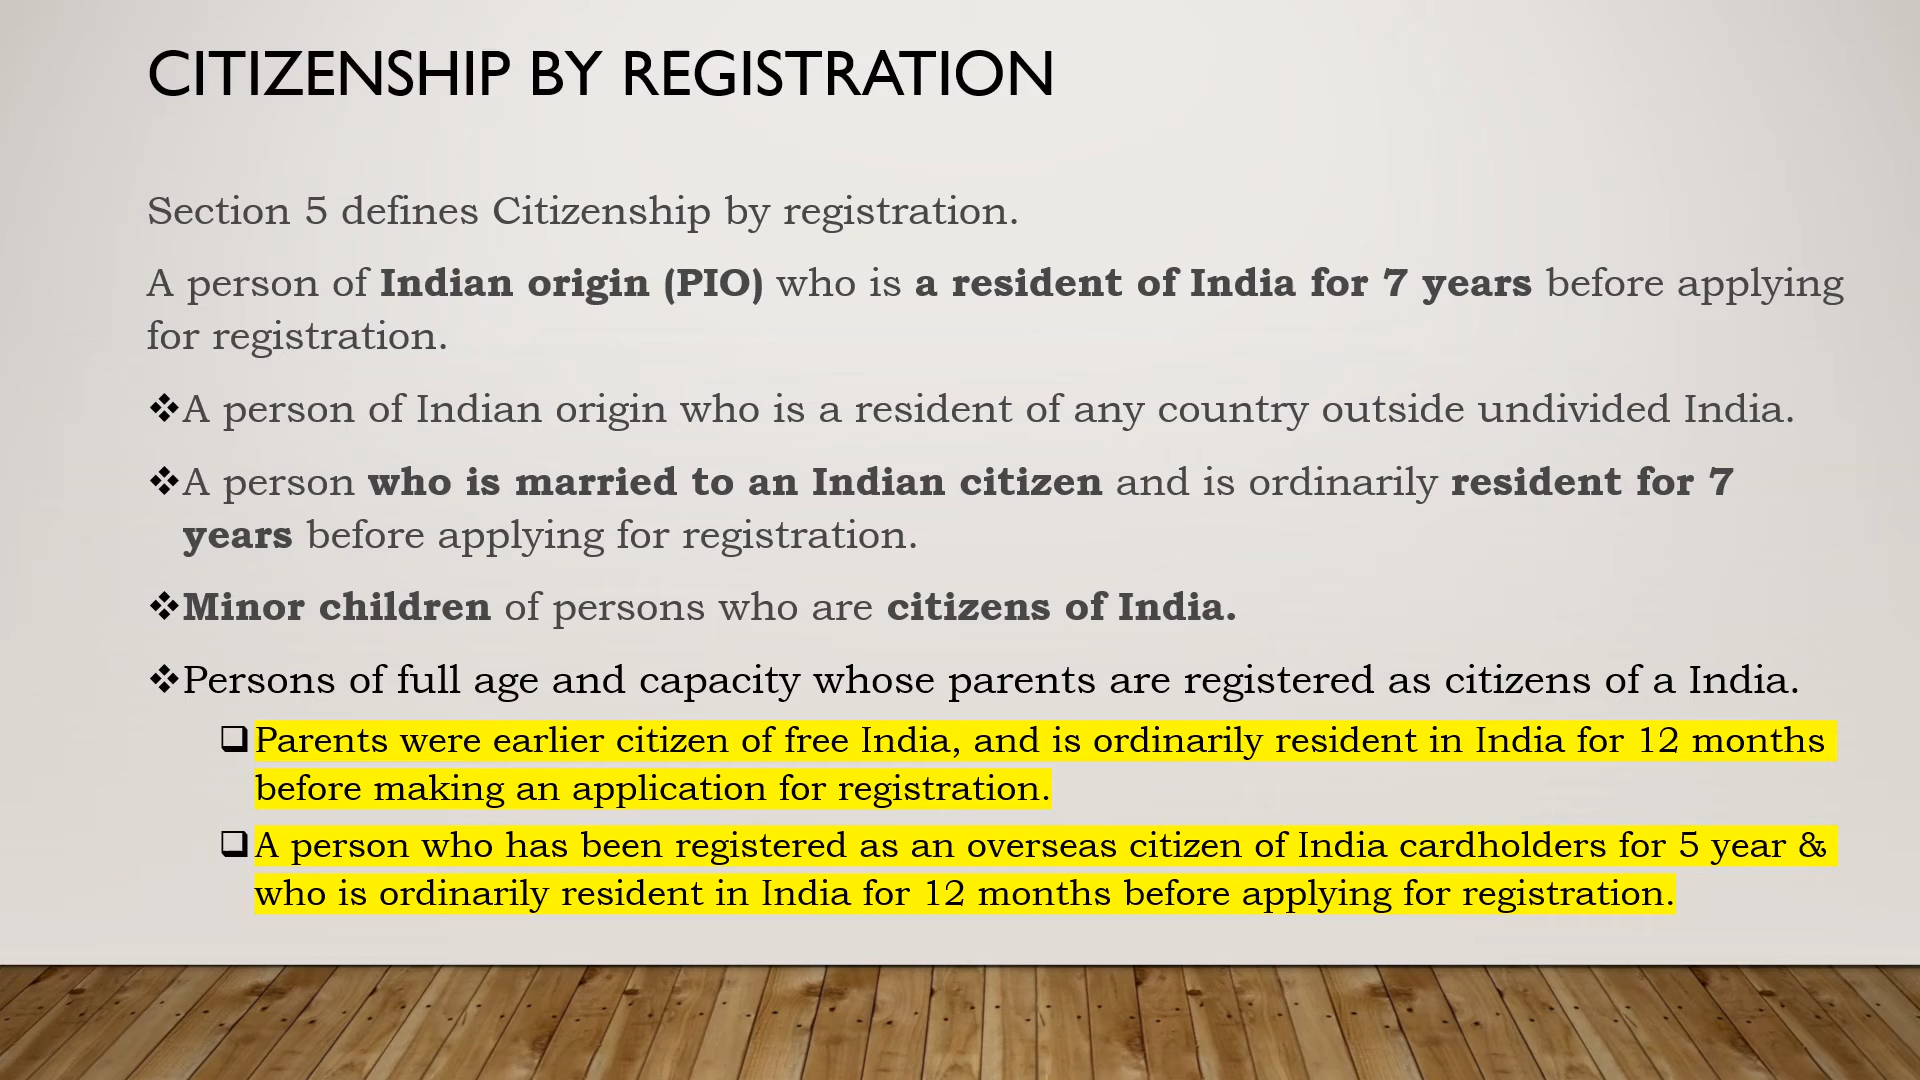 CITIZENSHIP BY REGISTRATION
Section 5 defines Citizenship by registration.
A person of Indian origin (PIO) who is a resident of India for 7 years before applying
for registration.
❖A person of Indian origin who is a resident of any country outside undivided India.
❖A person who is married to an Indian citizen and is ordinarily resident for 7
years before applying for registration.
❖Minor children of persons who are citizens of India.
❖Persons of full age and capacity whose parents are registered as citizens of a India.
❑Parents were earlier citizen of free India, and is ordinarily resident in India for 12 months
before making an application for registration.
❑A person who has been registered as an overseas citizen of India cardholders for 5 year &
who is ordinarily resident in India for 12 months before applying for registration.